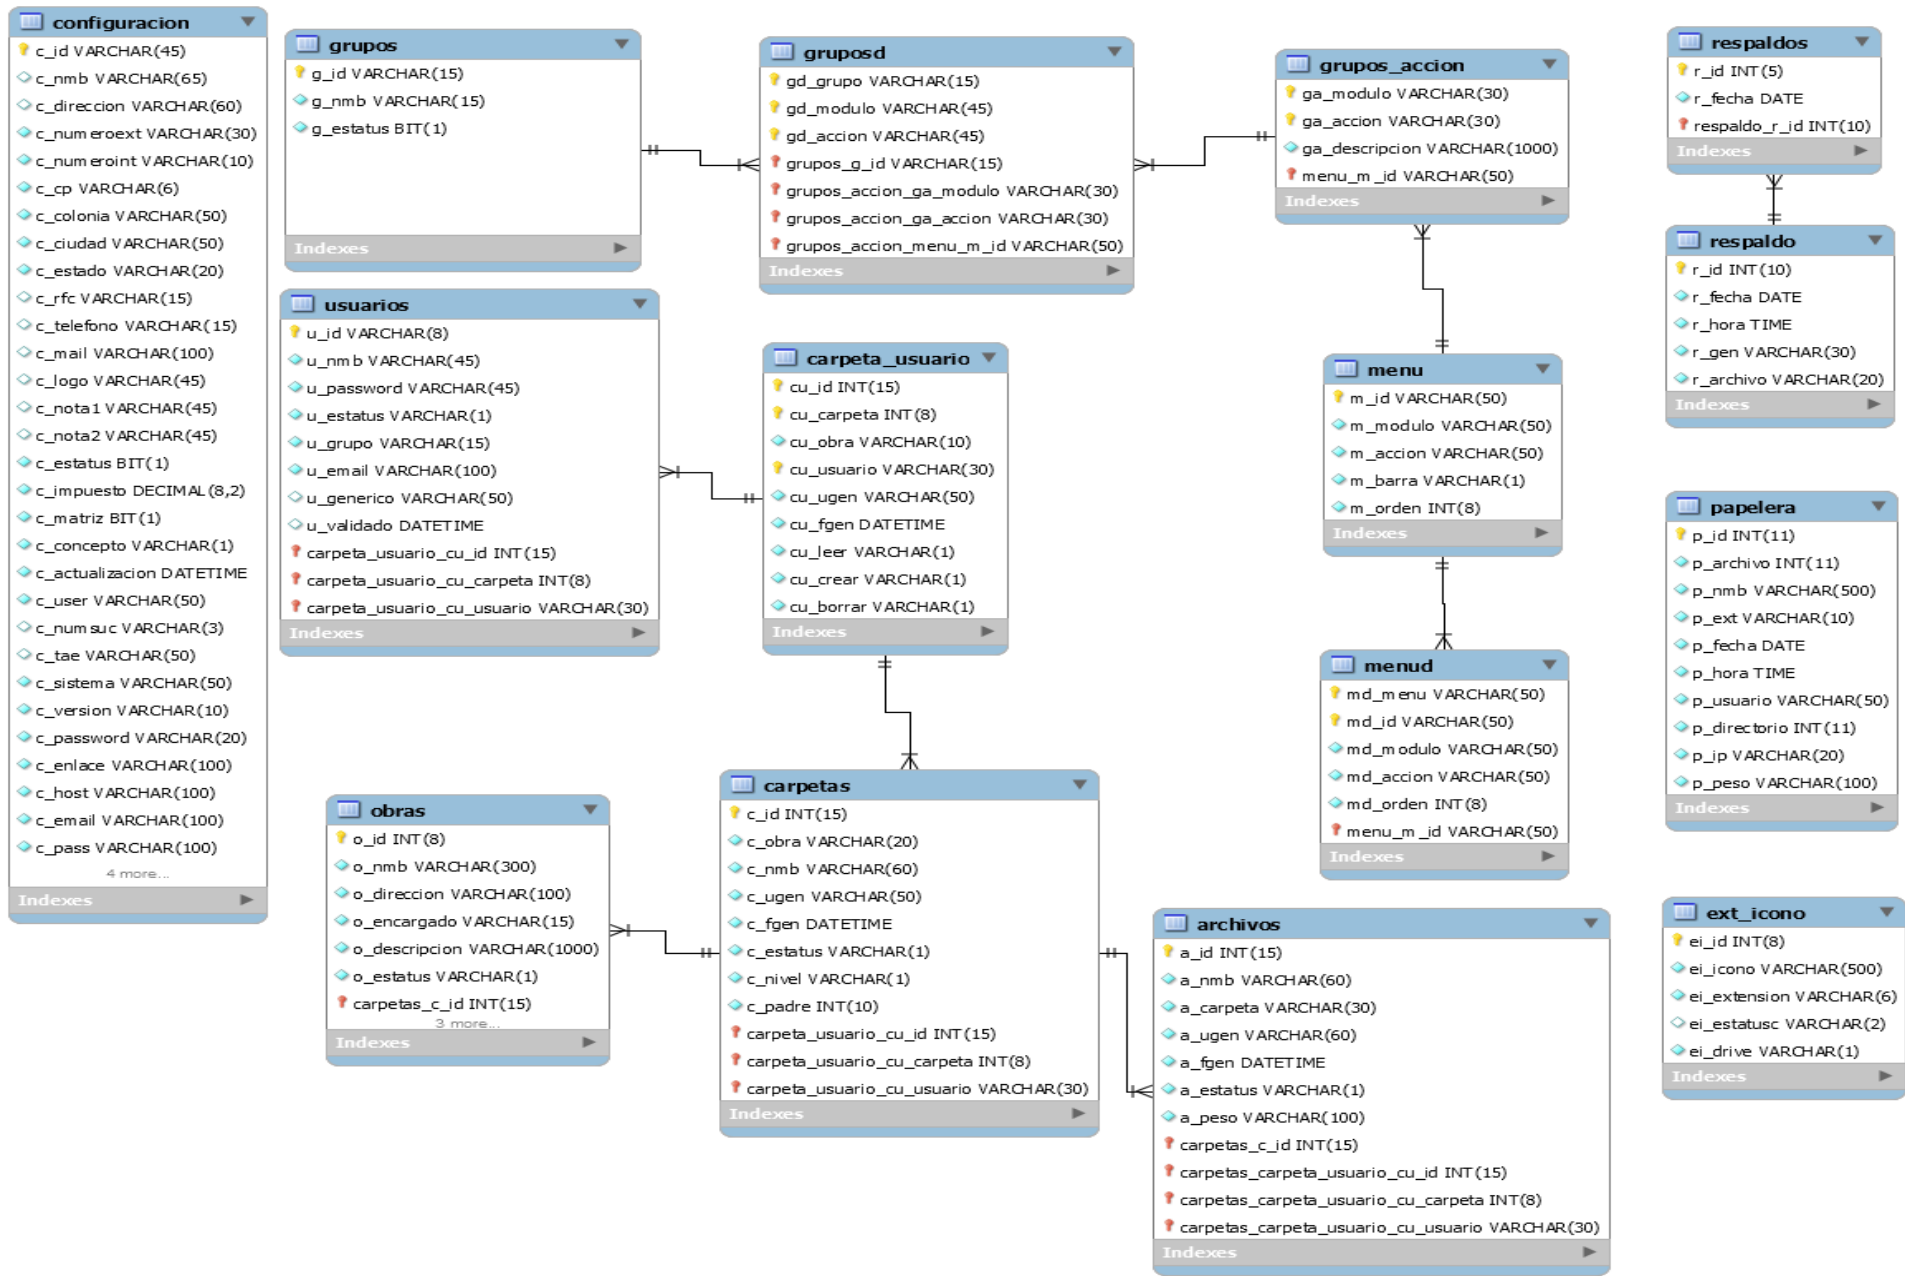 configuracion
c_id VARCHAR(45)
c_nmb VARCHAR(65)
c_direccion VARCHAR(60)
c_numeroext VARCHAR(30)
c_numeroint VARCHAR(10)
c_cp VARCHAR(6)
c_colonia VARCHAR(50)
c_ciudad VARCHAR(50)
c_estado VARCHAR(20)
c_rfc VARCHAR(15)
c_telefono VARCHAR(15)
c_mail VARCHAR(100)
c_logo VARCHAR(45)
c_nota1 VARCHAR(45)
c_nota2 VARCHAR(45)
c_estatus BIT(1)
c_impuesto DECIMAL(8,2)
c_matriz BIT(1)
c_concepto VARCHAR(1)
c_actualizacion DATETIME
c_user VARCHAR(50)
c_numsuc VARCHAR(3)
c_tae VARCHAR(50)
c_sistema VARCHAR(50)
c_version VARCHAR(10)
c_password VARCHAR(20)
c_enlace VARCHAR(100)
c_host VARCHAR(100)
c_email VARCHAR(100)
c_pass VARCHAR(100)
4 more...
Indexes
grupos
g_id VARCHAR(15)
g_nmb VARCHAR(15)
g_estatus BIT(1)
Indexes
gruposd
gd_grupo VARCHAR(15)
gd_modulo VARCHAR(45)
gd_accion VARCHAR(45)
grupos_g_id VARCHAR(15)
grupos_accion_ga_modulo VARCHAR(30)
grupos_accion_ga_accion VARCHAR(30)
grupos_accion_menu_m_id VARCHAR(50)
Indexes
grupos_accion
ga_modulo VARCHAR(30)
ga_accion VARCHAR(30)
ga_descripcion VARCHAR(1000)
menu_m_id VARCHAR(50)
Indexes
respaldos
r_id INT(5)
r_fecha DATE
respaldo_r_id INT(10)
Indexes
respaldo
r_id INT(10)
r_fecha DATE
r_hora TIME
r_gen VARCHAR(30)
r_archivo VARCHAR(20)
Indexes
usuarios
u_id VARCHAR(8)
u_nmb VARCHAR(45)
u_password VARCHAR(45)
u_estatus VARCHAR(1)
u_grupo VARCHAR(15)
u_email VARCHAR(100)
u_generico VARCHAR(50)
u_validado DATETIME
carpeta_usuario_cu_id INT(15)
carpeta_usuario_cu_carpeta INT(8)
carpeta_usuario_cu_usuario VARCHAR(30)
Indexes
carpeta_usuario
cu_id INT(15)
cu_carpeta INT(8)
cu_obra VARCHAR(10)
cu_usuario VARCHAR(30)
cu_ugen VARCHAR(50)
cu_fgen DATETIME
cu_leer VARCHAR(1)
cu_crear VARCHAR(1)
cu_borrar VARCHAR(1)
Indexes
menu
m_id VARCHAR(50)
m_modulo VARCHAR(50)
m_accion VARCHAR(50)
m_barra VARCHAR(1)
m_orden INT(8)
Indexes
papelera
p_id INT(11)
p_archivo INT(11)
p_nmb VARCHAR(500)
p_ext VARCHAR(10)
p_fecha DATE
p_hora TIME
p_usuario VARCHAR(50)
p_directorio INT(11)
p_ip VARCHAR(20)
p_peso VARCHAR(100)
Indexes
menud
md_menu VARCHAR(50)
md_id VARCHAR(50)
md_modulo VARCHAR(50)
md_accion VARCHAR(50)
md_orden INT(8)
menu_m_id VARCHAR(50)
Indexes
obras
o_id INT(8)
o_nmb VARCHAR(300)
o_direccion VARCHAR(100)
o_encargado VARCHAR(15)
o_descripcion VARCHAR(1000)
o_estatus VARCHAR(1)
carpetas_c_id INT(15)
3 more...
Indexes
carpetas
c_id INT(15)
c_obra VARCHAR(20)
c_nmb VARCHAR(60)
c_ugen VARCHAR(50)
c_fgen DATETIME
c_estatus VARCHAR(1)
c_nivel VARCHAR(1)
c_padre INT(10)
carpeta_usuario_cu_id INT(15)
carpeta_usuario_cu_carpeta INT(8)
carpeta_usuario_cu_usuario VARCHAR(30)
Indexes
archivos
a_id INT(15)
a_nmb VARCHAR(60)
a_carpeta VARCHAR(30)
a_ugen VARCHAR(60)
a_fgen DATETIME
a_estatus VARCHAR(1)
a_peso VARCHAR(100)
carpetas_c_id INT(15)
carpetas_carpeta_usuario_cu_id INT(15)
carpetas_carpeta_usuario_cu_carpeta INT(8)
carpetas_carpeta_usuario_cu_usuario VARCHAR(30)
Indexes
ext_icono
ei_id INT(8)
ei_icono VARCHAR(500)
ei_extension VARCHAR(6)
ei_estatusc VARCHAR(2)
ei_drive VARCHAR(1)
Indexes